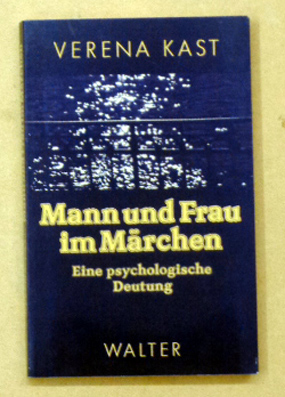 VERENA KAST
Mann und Frau
im Märchen
Eine psychologische
Deutung
WALTER